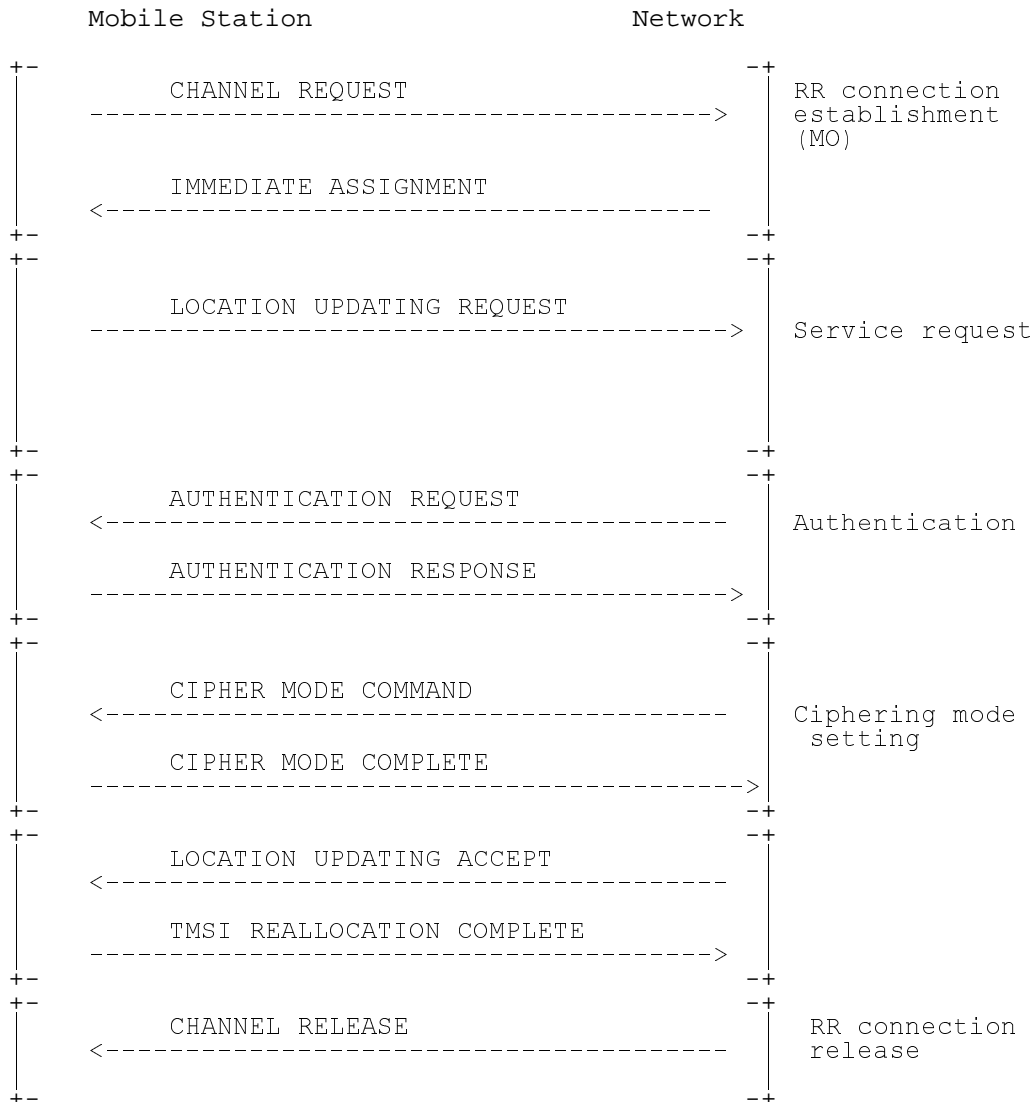 Mobile Station Network
CHANNEL REQUEST
RR connection
establishment
(MO)
IMMEDIATE ASSIGNMENT
LOCATION UPDATING REQUEST
Service request
AUTHENTICATION REQUEST
Authentication
AUTHENTICATION RESPONSE
CIPHER MODE COMMAND
Ciphering mode
setting
CIPHER MODE COMPLETE
LOCATION UPDATING ACCEPT
TMSI REALLOCATION COMPLETE
CHANNEL RELEASE
RR connection
release